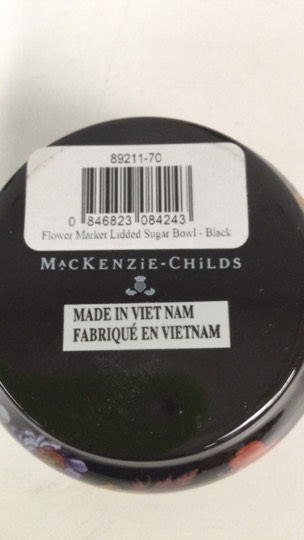 89211-70
0 846823 084243
Flower Market Lidded Sugar Bowl - Black
MACKENZIE-CHILDS
MADE IN VIET NAM
FABRIQUÉ EN VIETNAM